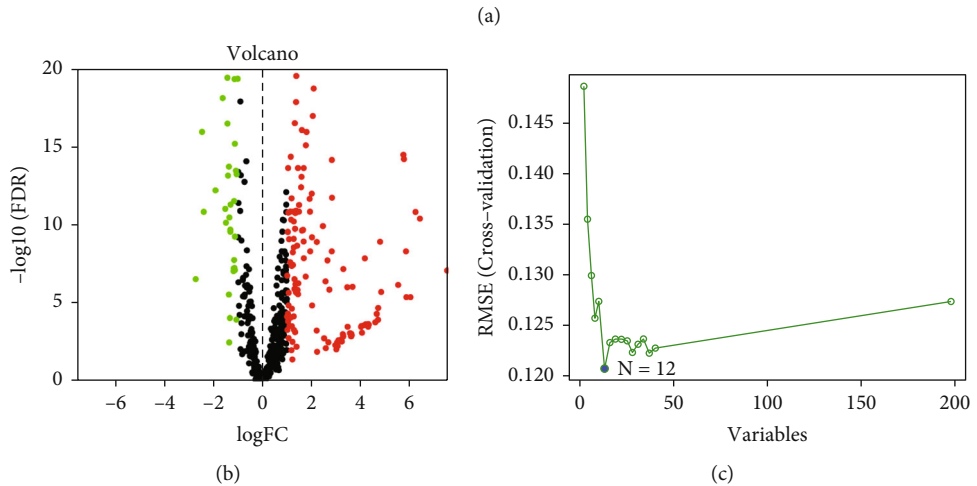 (a)
Volcano
20
15
10
5
0
−log10 (FDR)
−6
−4
−2
0
2
4
6
logFC
(b)
0.145
0.140
0.135
0.130
0.125
0.120
RMSE (Cross−validation)
N = 12
0
50
100
150
200
Variables
(c)